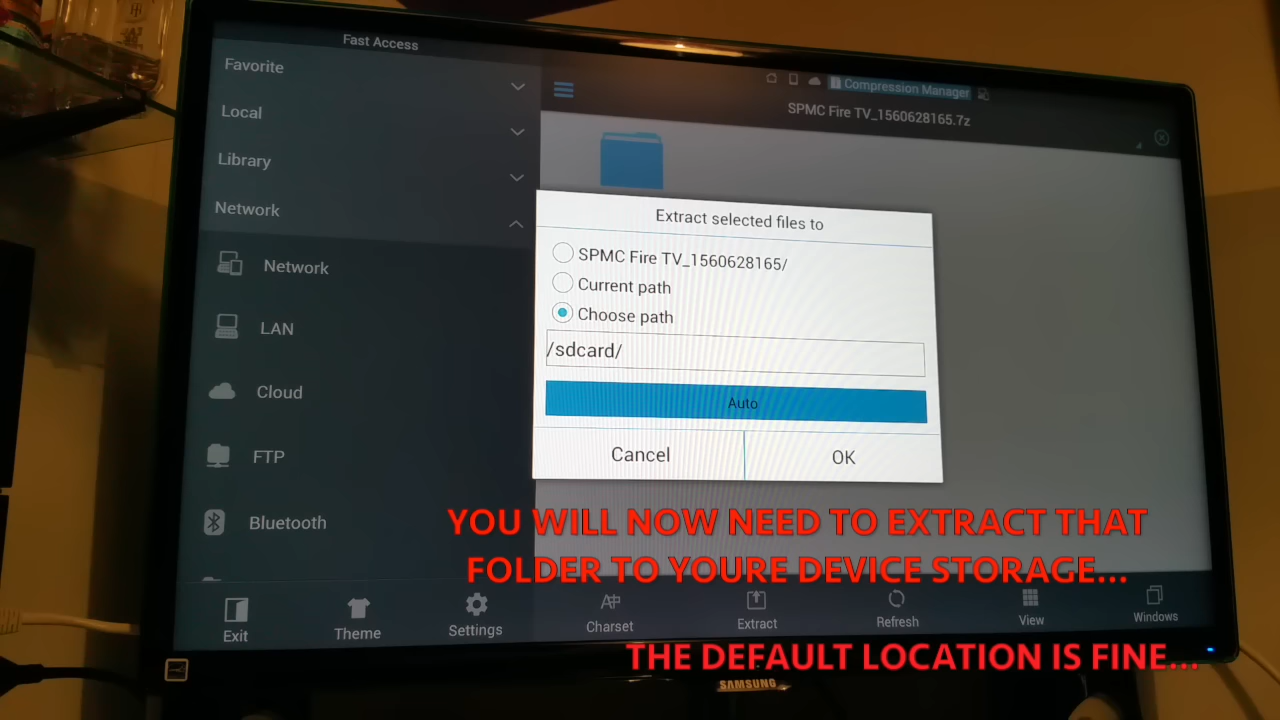 Fast Access
Favorite
Local
Library
Network
Network
LAN
Cloud
FTP
Bluetooth
Compression Manager
SPMC Fire TV_1560628165.7z
Extract selected files to
SPMC Fire TV_1560628165/
Current path
Choose path
/sdcard/
Auto
Cancel
OK
YOU WILL NOW NEED TO EXTRACT THAT
FOLDER TO YOURE DEVICE STORAGE...
Exit
Theme
Settings
Charset
Extract
Refresh
View
Windows
THE DEFAULT LOCATION IS FINE...
SAMSUNG